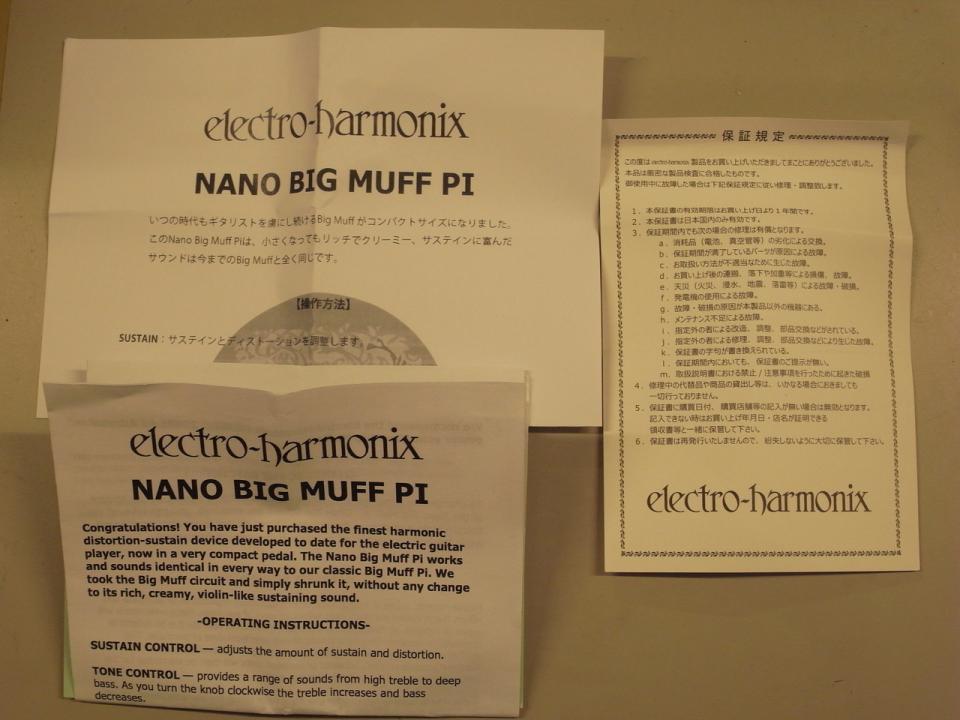 electro-harmonix
NANO BIG MUFF PI
いつの時代もギタリストを虜にし続けるBig Muff がコンパクトサイズになりました。
このNano Big Muff Piは、小さくなってもリッチでクリーミー、サステインに富んだ
サウンドは今までのBig Muffと全く同じです。
【操作方法】
SUSTAIN：サステインとディストーションを調整します。
electro-harmonix
NANO BIG MUFF PI
Congratulations! You have just purchased the finest harmonic
distortion-sustain device developed to date for the electric guitar
player, now in a very compact pedal. The Nano Big Muff Pi works
and sounds identical in every way to our classic Big Muff Pi. We
took the Big Muff circuit and simply shrunk it, without any change
to its rich, creamy, violin-like sustaining sound.
-OPERATING INSTRUCTIONS-
SUSTAIN CONTROL — adjusts the amount of sustain and distortion.
TONE CONTROL — provides a range of sounds from high treble to deep
bass. As you turn the knob clockwise the treble increases and bass
decreases.
保証規定
この度は electro-harmonix 製品をお買い上げいただきましてまことにありがとうございました。
本品は厳密な製品検査に合格したものです。
御使用中に故障した場合は下記保証規定に従い修理・調整致します。
1．本保証書の有効期限はお買い上げ日より1年間です。
2．本保証書は日本国内のみ有効です。
3．保証期間内でも次の場合の修理は有償となります。
a．消耗品（電池、真空管等）の劣化による交換。
b．保証期間が満了しているパーツが原因による故障。
c．お取扱い方法が不適当なために生じた故障。
d．お買い上げ後の運搬、落下や加重等による損傷、故障。
e．天災（火災、浸水、地震、落雷等）による故障・破損。
f．発電機の使用による故障。
g．故障・破損の原因が本製品以外の機器にある。
h．メンテナンス不足による故障。
i．指定外の者による改造、調整、部品交換などがされている。
j．指定外の者による修理、調整、部品交換などにより生じた故障。
k．保証書の字句が書き換えられている。
l．保証期間内においても、保証書のご提示が無い。
m．取扱説明書における禁止／注意事項を行ったために起きた破損
4．修理中の代替品や商品の貸出し等は、いかなる場合におきましても
一切行っておりません。
5．保証書に購買日付、購買店舗等の記入が無い場合は無効となります。
記入できない時はお買い上げ年月日・店名が証明できる
領収書等と一緒に保管して下さい。
6．保証書は再発行いたしませんので、紛失しないように大切に保管して下さい。
electro-harmonix